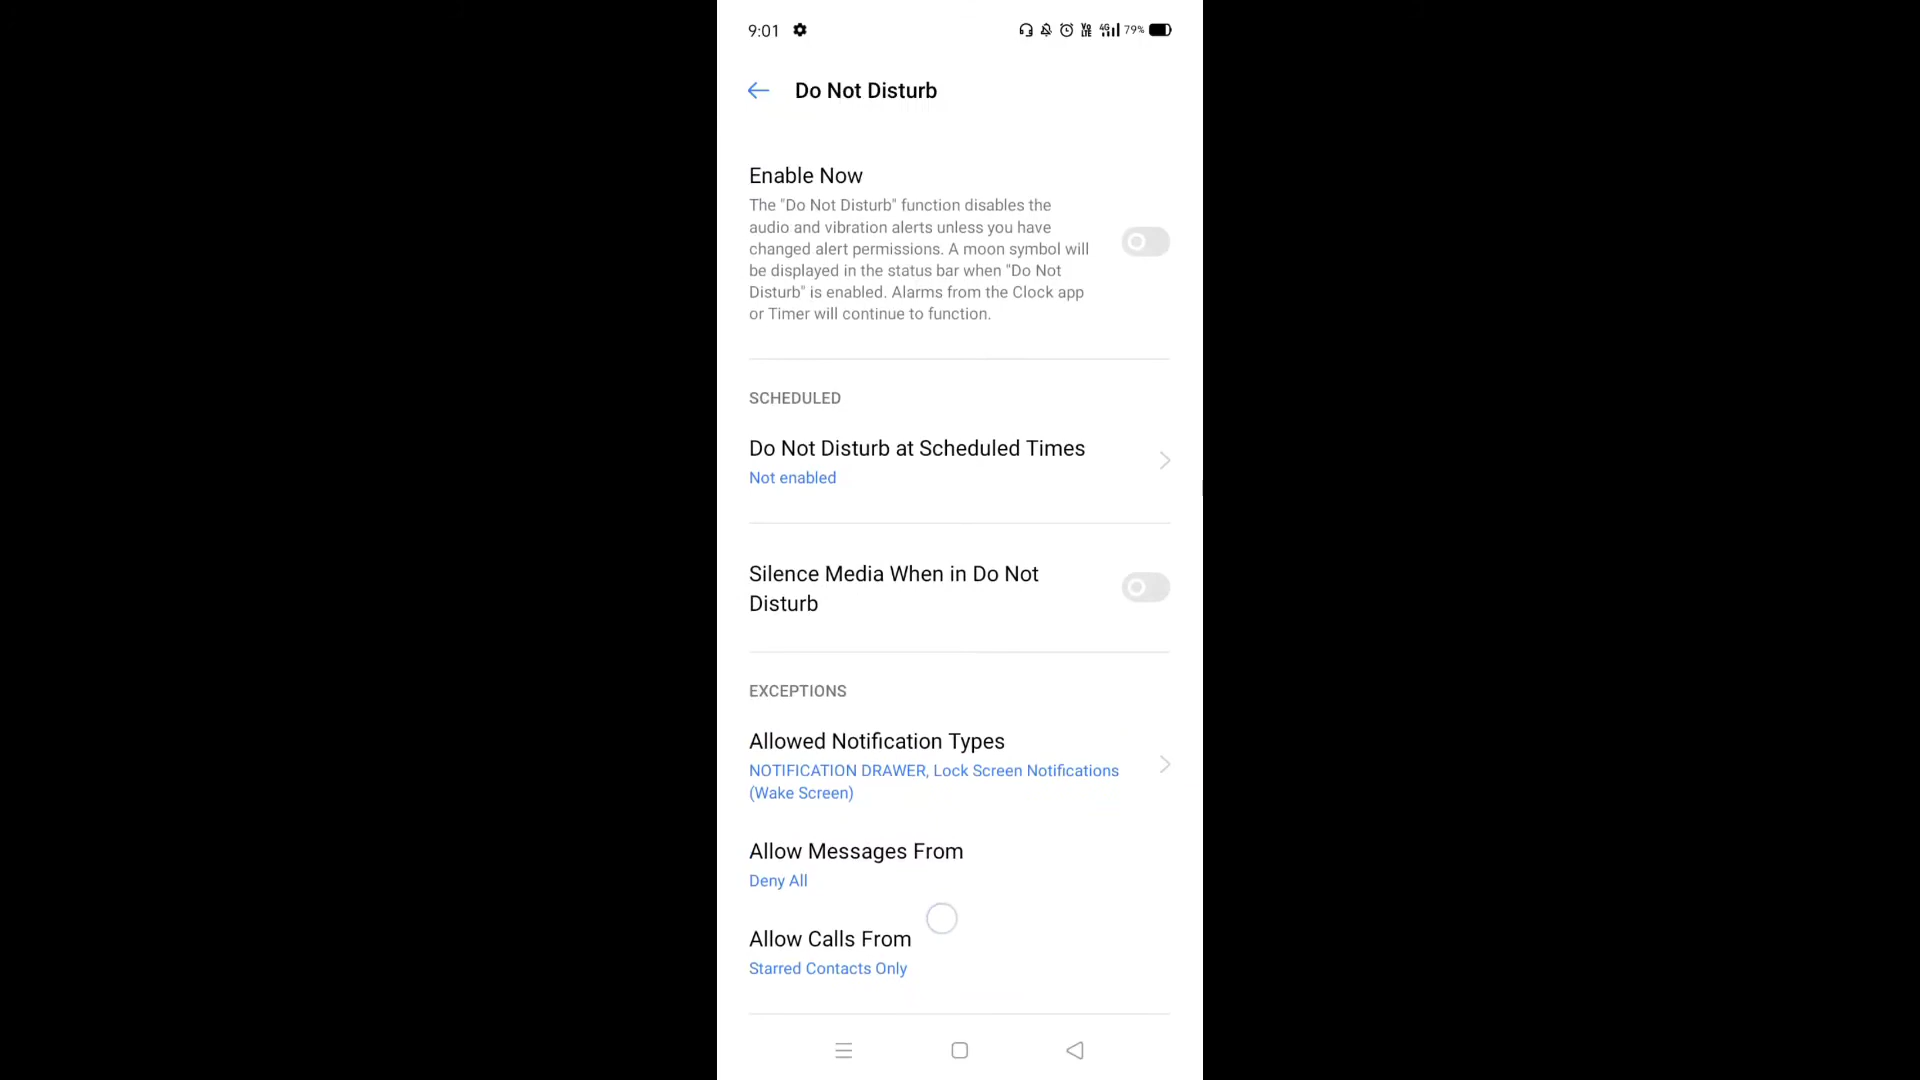 9:01
VoLTE 4G 79%
Do Not Disturb
Enable Now
The "Do Not Disturb" function disables the
audio and vibration alerts unless you have
changed alert permissions. A moon symbol will
be displayed in the status bar when "Do Not
Disturb" is enabled. Alarms from the Clock app
or Timer will continue to function.
SCHEDULED
Do Not Disturb at Scheduled Times
Not enabled
Silence Media When in Do Not
Disturb
EXCEPTIONS
Allowed Notification Types
NOTIFICATION DRAWER, Lock Screen Notifications
(Wake Screen)
Allow Messages From
Deny All
Allow Calls From
Starred Contacts Only